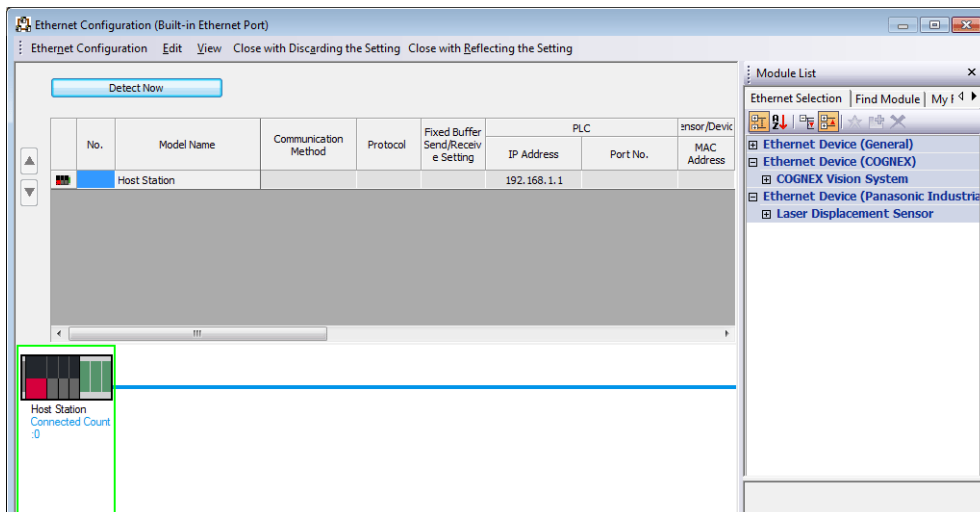 Ethernet Configuration (Built-in Ethernet Port)
Ethernet Configuration Edit View Close with Discarding the Setting Close with Reflecting the Setting
Detect Now
No.
Model Name
Communication
Method
Protocol
Fixed Buffer
Send/Receiv
e Setting
PLC
IP Address
Port No.
ensor/Devic
MAC
Address
Host Station
192.168.1.1
Host Station
Connected Count
:0
Module List
Ethernet Selection Find Module My F
Ethernet Device (General)
Ethernet Device (COGNEX)
COGNEX Vision System
Ethernet Device (Panasonic Industria
Laser Displacement Sensor